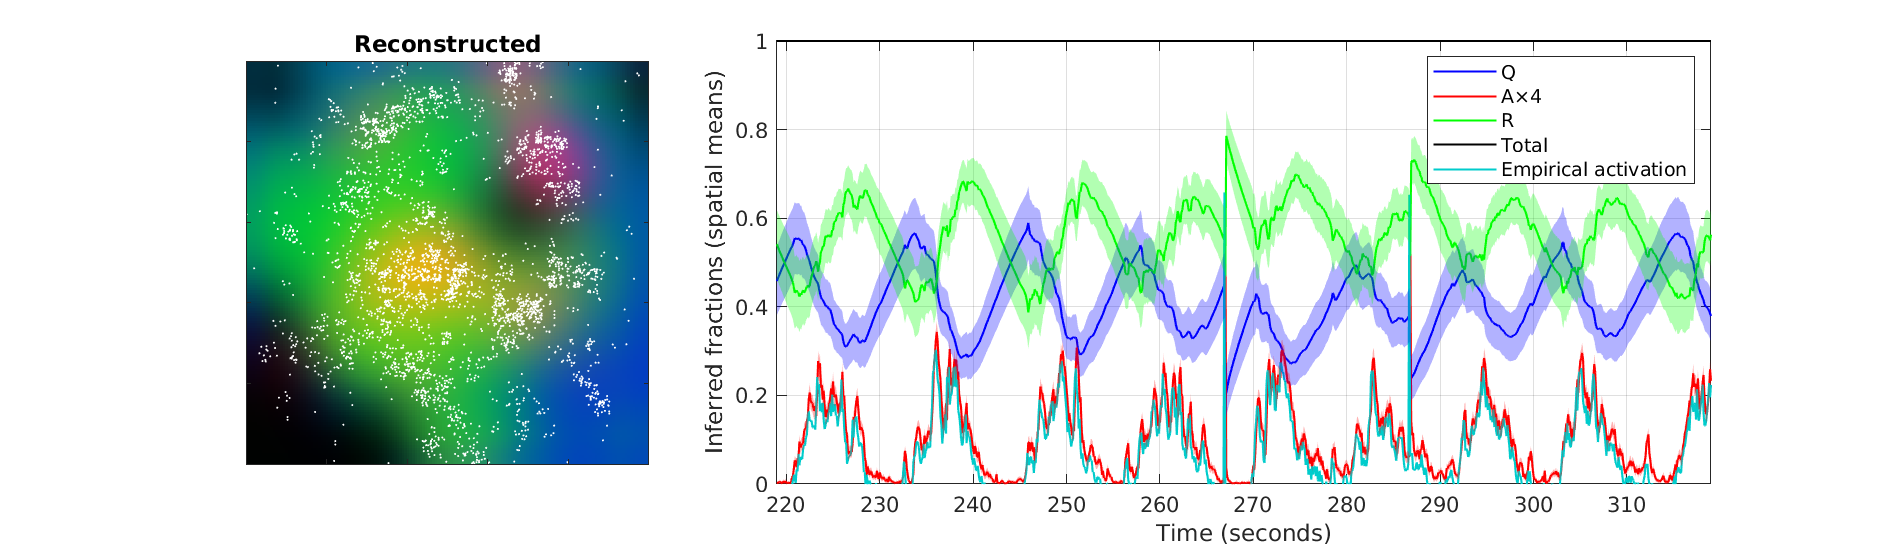 Reconstructed
Inferred fractions (spatial means)
1
0.8
0.6
0.4
0.2
0
220 230 240 250 260 270 280 290 300 310
Time (seconds)
Q
A×4
R
Total
Empirical activation